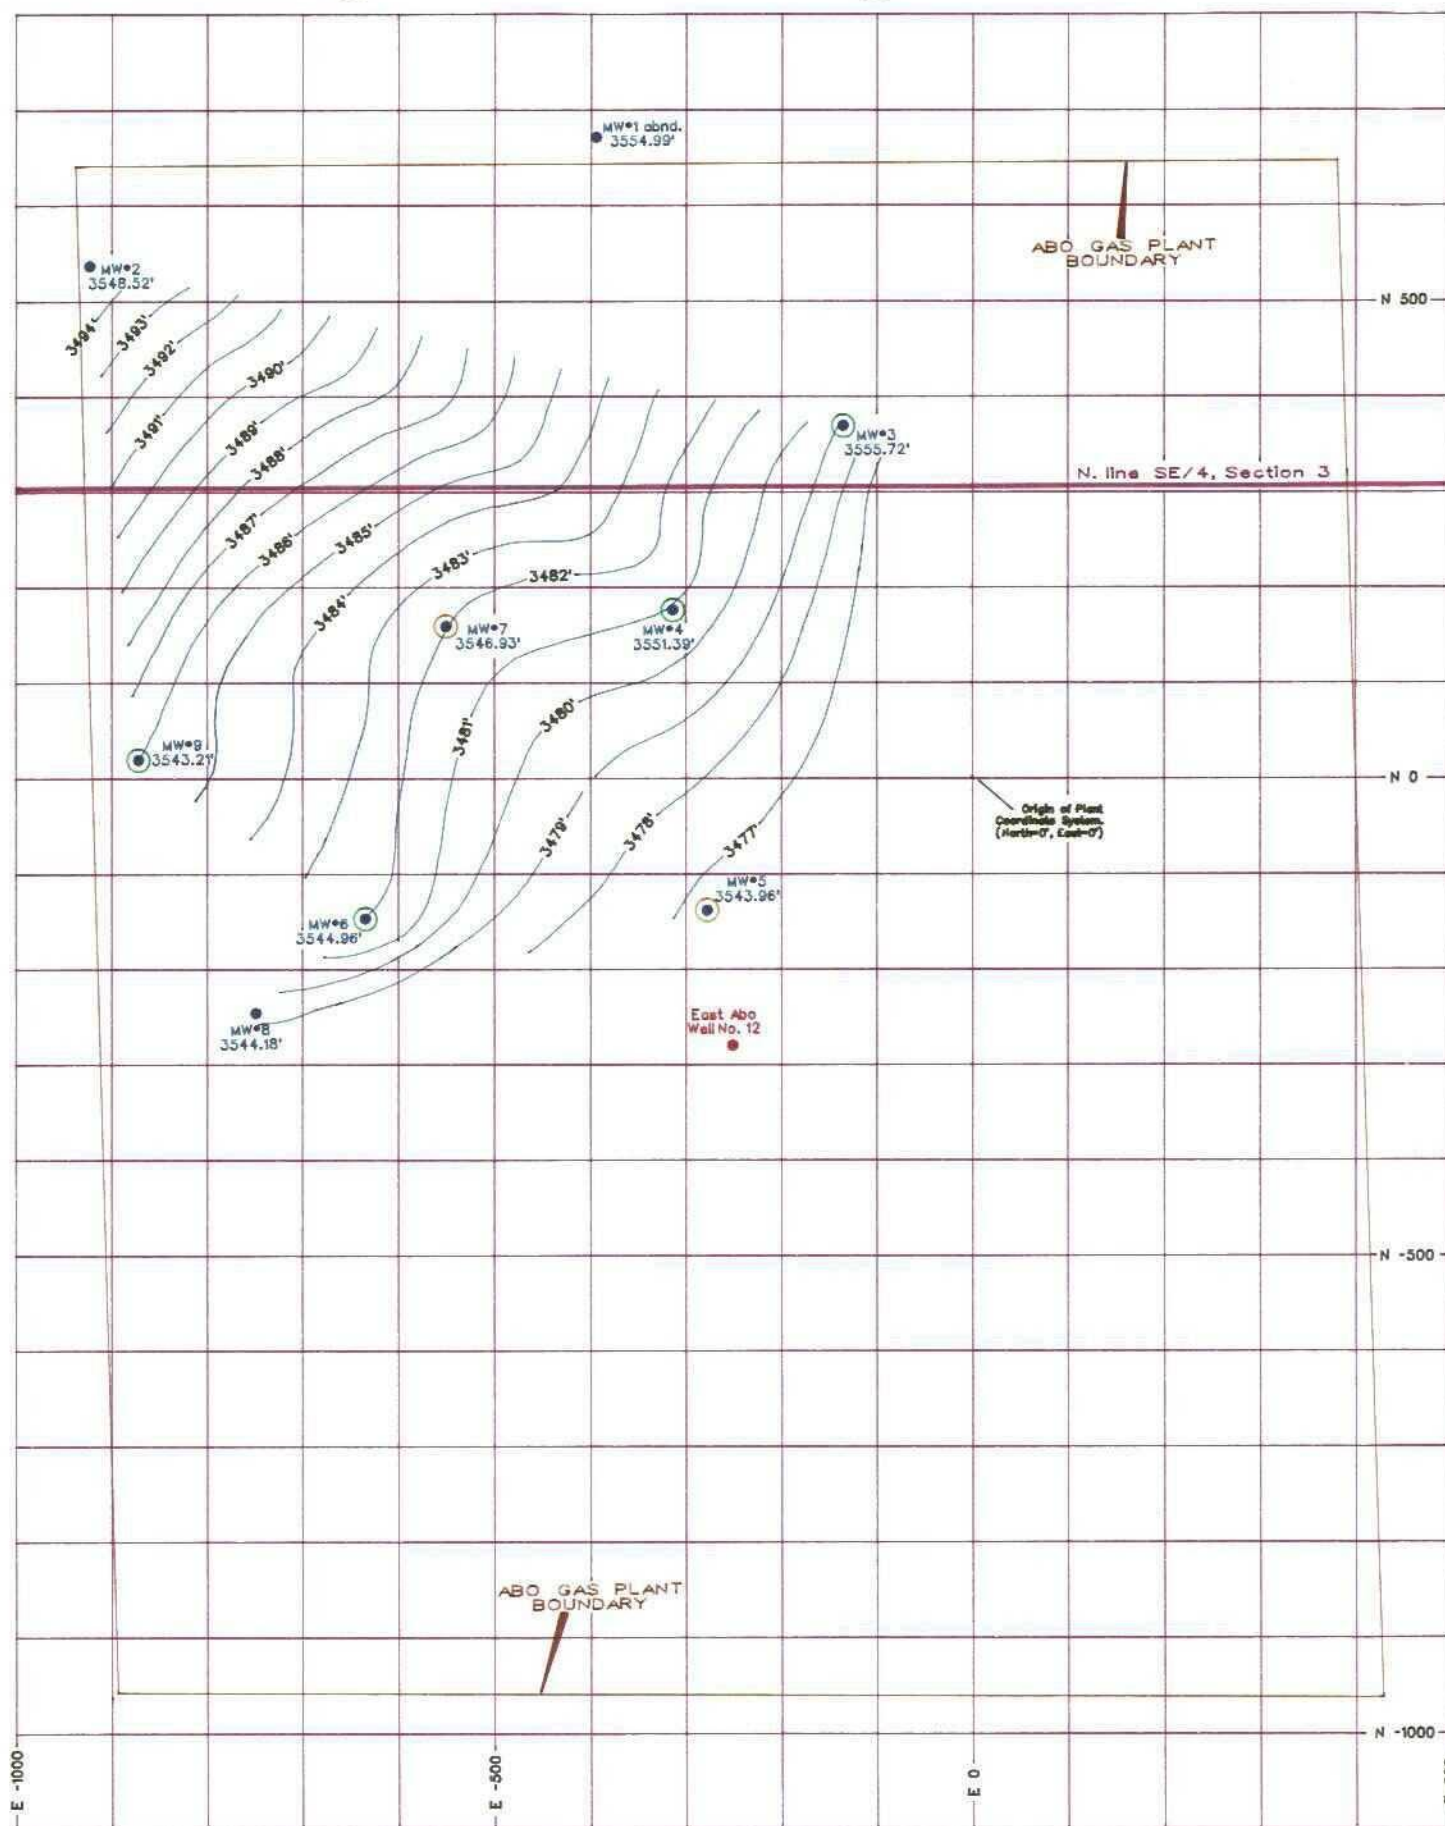 MW#1 abnd.
3554.99'
ABO GAS PLANT
BOUNDARY
MW#2
3548.52'
N 500
3494'
3493'
3492'
3491'
3490'
3489'
3488'
3487'
3486'
3485'
3484'
3483'
3482'
MW#3
3555.72'
N. line SE/4, Section 3
MW#7
3546.93'
MW#4
3551.39'
3481'
3480'
MW#9
3543.21'
N 0
Origin of Plant
Coordinate System.
(North=0', East=0')
3479'
3478'
3477'
MW#5
3543.96'
MW#6
3544.96'
MW#8
3544.18'
East Abo
Well No. 12
N -500
ABO GAS PLANT
BOUNDARY
N -1000
E -1000
E -500
E 0